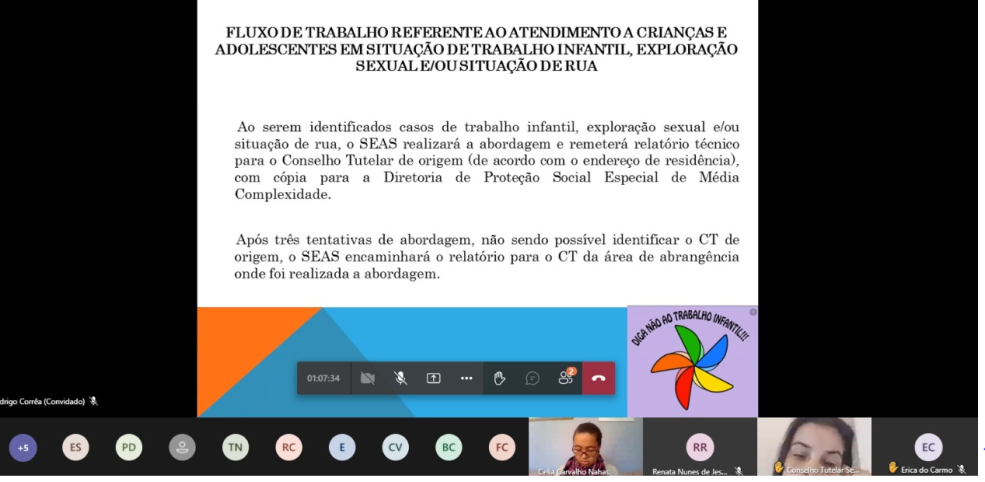 FLUXO DE TRABALHO REFERENTE AO ATENDIMENTO A CRIANÇAS E
ADOLESCENTES EM SITUAÇÃO DE TRABALHO INFANTIL, EXPLORAÇÃO
SEXUAL E/OU SITUAÇÃO DE RUA
Ao serem identificados casos de trabalho infantil, exploração sexual e/ou
situação de rua, o SEAS realizará a abordagem e remeterá relatório técnico
para o Conselho Tutelar de origem (de acordo com o endereço de residência),
com cópia para a Diretoria de Proteção Social Especial de Média
Complexidade.
Após três tentativas de abordagem, não sendo possível identificar o CT de
origem, o SEAS encaminhará o relatório para o CT da área de abrangência
onde foi realizada a abordagem.
DIGA NÃO AO TRABALHO INFANTIL!!!
01:07:34
2
drigo Corrêa (Convidado)
+5
ES
PD
TN
RC
E
CV
BC
FC
RR
EC
Celia Carvalho Nahas
Renata Nunes de Jes...
Conselho Tutelar Se...
Erica do Carmo